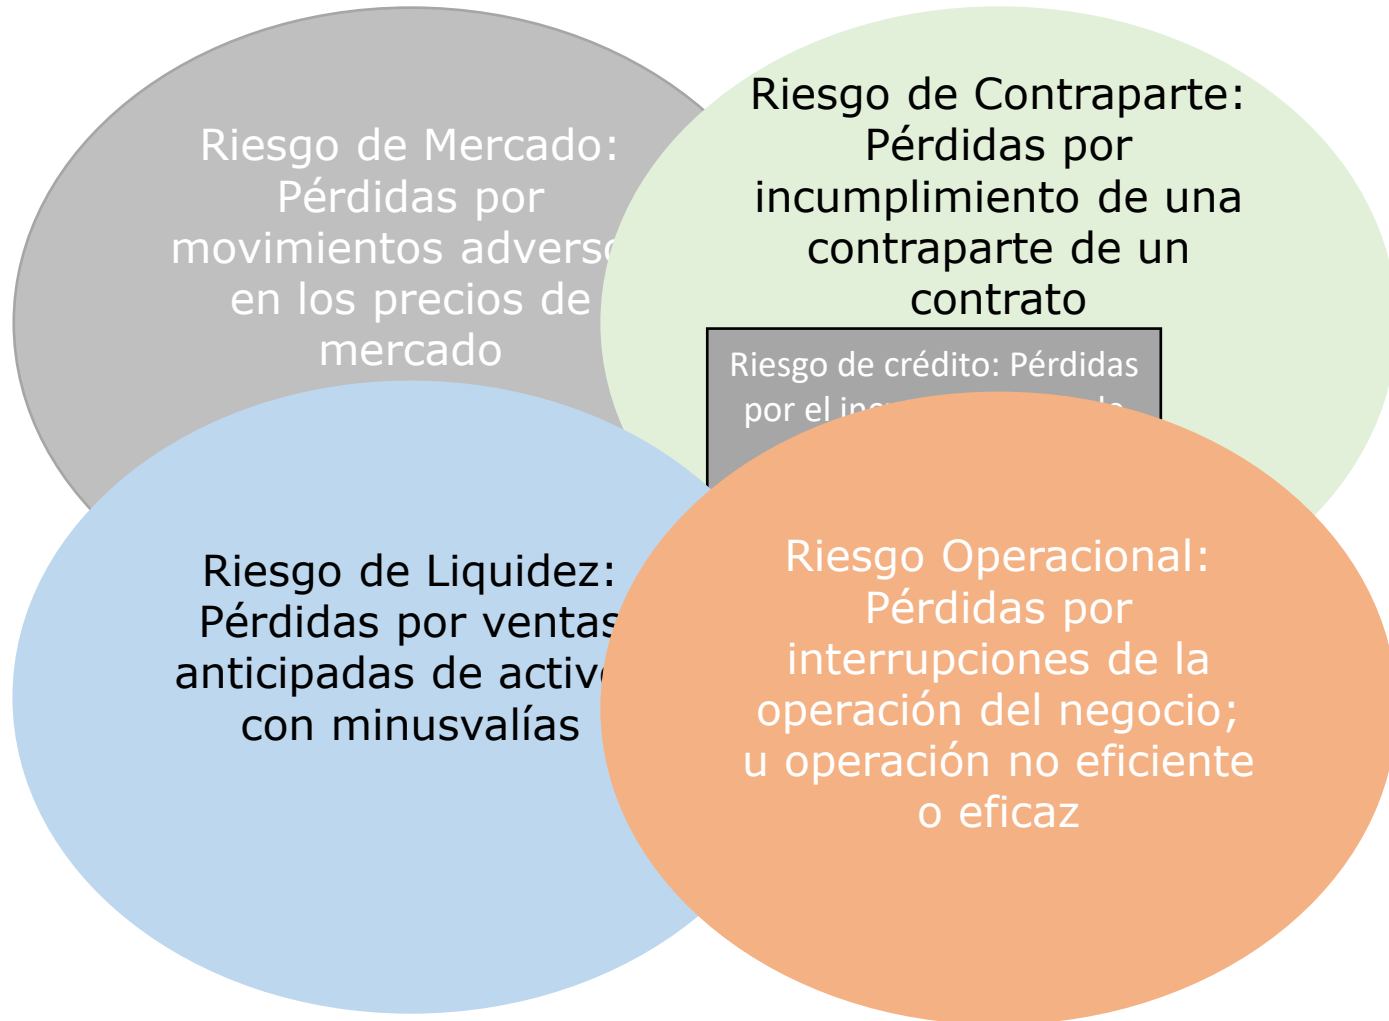 Riesgo de Mercado:
Pérdidas por
movimientos
en los precios de
mercado
Riesgo de Contraparte:
Pérdidas por
incumplimiento de una
contraparte de un
contrato
Riesgo de crédito: Pérdidas
por el
Riesgo de Liquidez:
Pérdidas por ventas
anticipadas de
con minusvalías
Riesgo Operacional:
Pérdidas por
interrupciones de la
operación del negocio;
u operación no eficiente
o eficaz